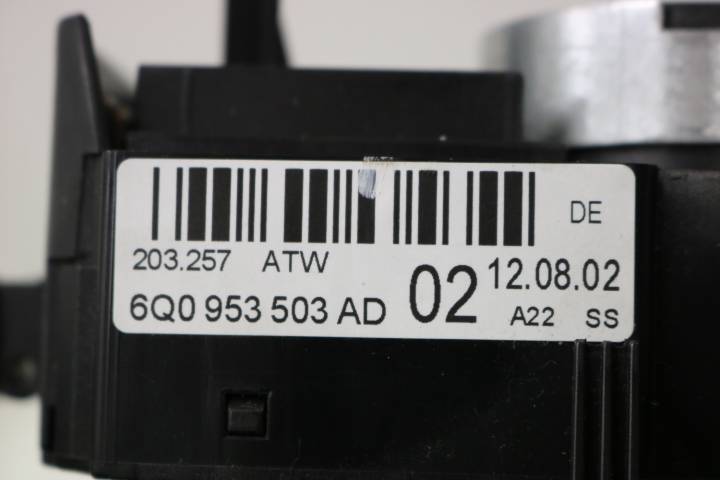 DE
203.257 ATW
12.08.02
6Q0 953 503 AD 02
A22 SS